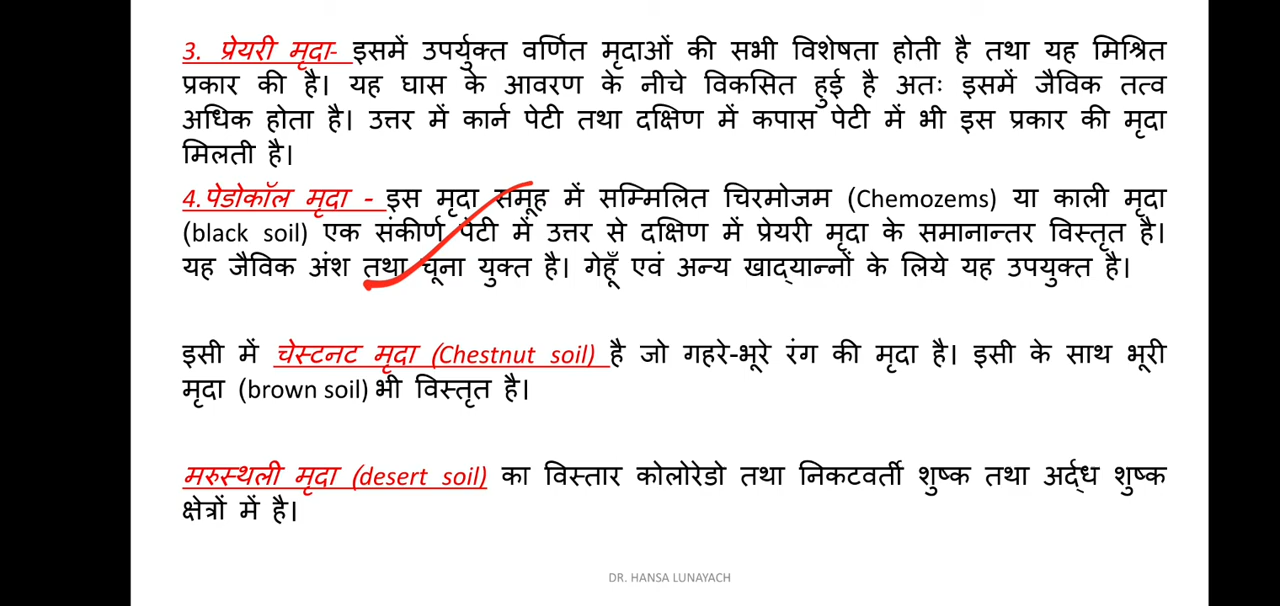 3. प्रेयरी मृदा- इसमें उपर्युक्त वर्णित मृदाओं की सभी विशेषता होती है तथा यह मिश्रित
प्रकार की है। यह घास के आवरण के नीचे विकसित हुई है अतः इसमें जैविक तत्व
अधिक होता है। उत्तर में कार्न पेटी तथा दक्षिण में कपास पेटी में भी इस प्रकार की मृदा
मिलती है।
4.पेडोकॉल मृदा - इस मृदा समूह में सम्मिलित चिरमोजम (Chemozems) या काली मृदा
(black soil) एक संकीर्ण पेटी में उत्तर से दक्षिण में प्रेयरी मृदा के समानान्तर विस्तृत है।
यह जैविक अंश तथा चूना युक्त है। गेहूँ एवं अन्य खाद्यान्नों के लिये यह उपयुक्त है।
इसी में चेस्टनट मृदा (Chestnut soil) है जो गहरे-भूरे रंग की मृदा है। इसी के साथ भूरी
मृदा (brown soil) भी विस्तृत है।
मरुस्थली मृदा (desert soil) का विस्तार कोलोरेडो तथा निकटवर्ती शुष्क तथा अर्द्ध शुष्क
क्षेत्रों में है।
DR. HANSA LUNAYACH